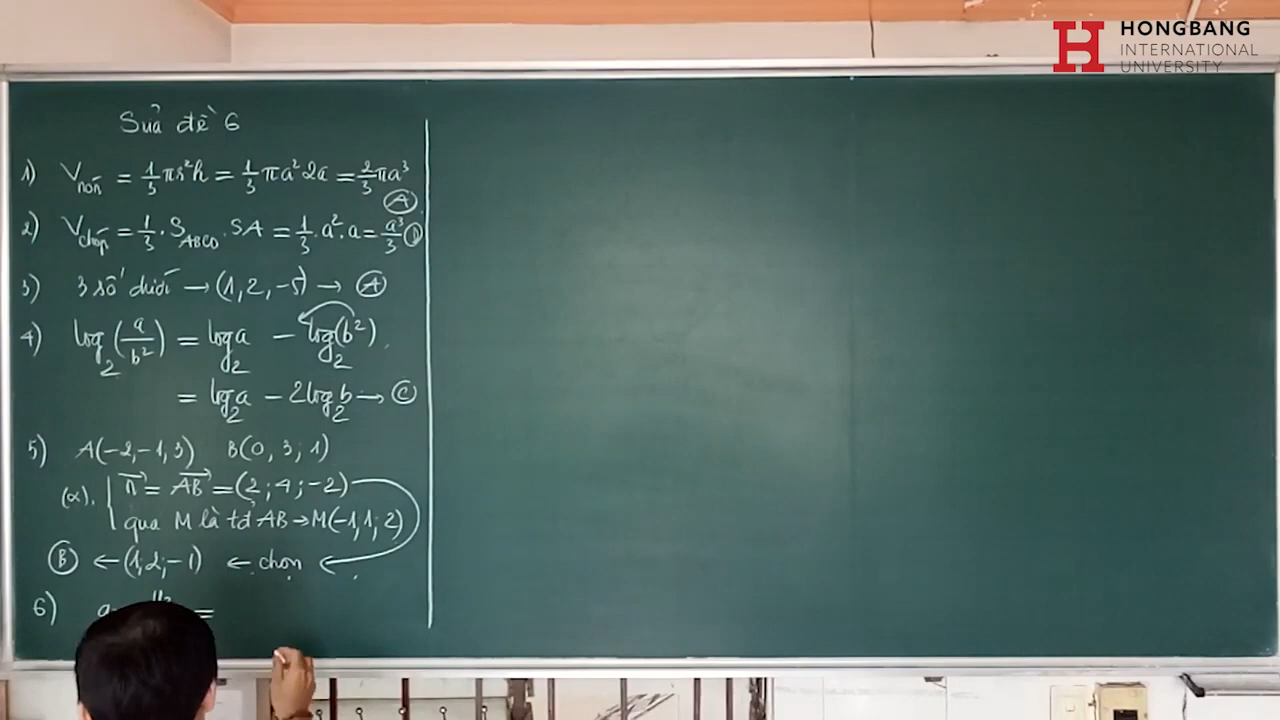 HONGBANG
INTERNATIONAL
UNIVERSITY
Sửa đề 6
1) Vnón = 1/3 πr²h = 1/3 πa² 2a = 2/3 πa³
A
2) Vchóp = 1/3 . S_ABCD . SA = 1/3 . a² . a = a³/3 D
3) 3 số dưới → (1, 2, -5) → A
4) log₂(a/b²) = log₂a - log₂(b²)
= log₂a - 2log₂b → C
5) A(-2,-1,3) B(0, 3; 1)
(α). n = AB = (2; 4; -2)
qua M là tđ AB → M(-1, 1; 2)
B ← (1; 2; -1) ← chọn ←
6) =